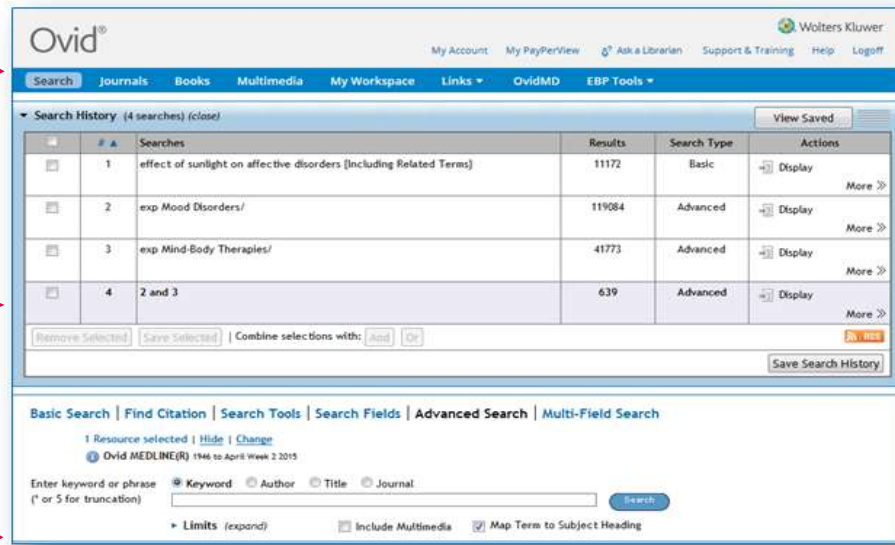 Ovid®
Wolters Kluwer
My Account My PayPerView Ask a Librarian Support & Training Help Logoff
Search Journals Books Multimedia My Workspace Links OvidMD EBP Tools
Search History (4 searches) (close) View Saved
# Searches Results Search Type Actions
1 effect of sunlight on affective disorders {Including Related Terms} 11172 Basic Display
More
2 exp Mood Disorders/ 119084 Advanced Display
More
3 exp Mind-Body Therapies/ 41773 Advanced Display
More
4 2 and 3 639 Advanced Display
More
Remove Selected Save Selected | Combine selections with: And Or RSS
Save Search History
Basic Search | Find Citation | Search Tools | Search Fields | Advanced Search | Multi-Field Search
1 Resource selected | Hide | Change
Ovid MEDLINE(R) 1946 to April Week 2 2015
Enter keyword or phrase Keyword Author Title Journal
(* or 5 for truncation) Search
Limits (expand) Include Multimedia Map Term to Subject Heading